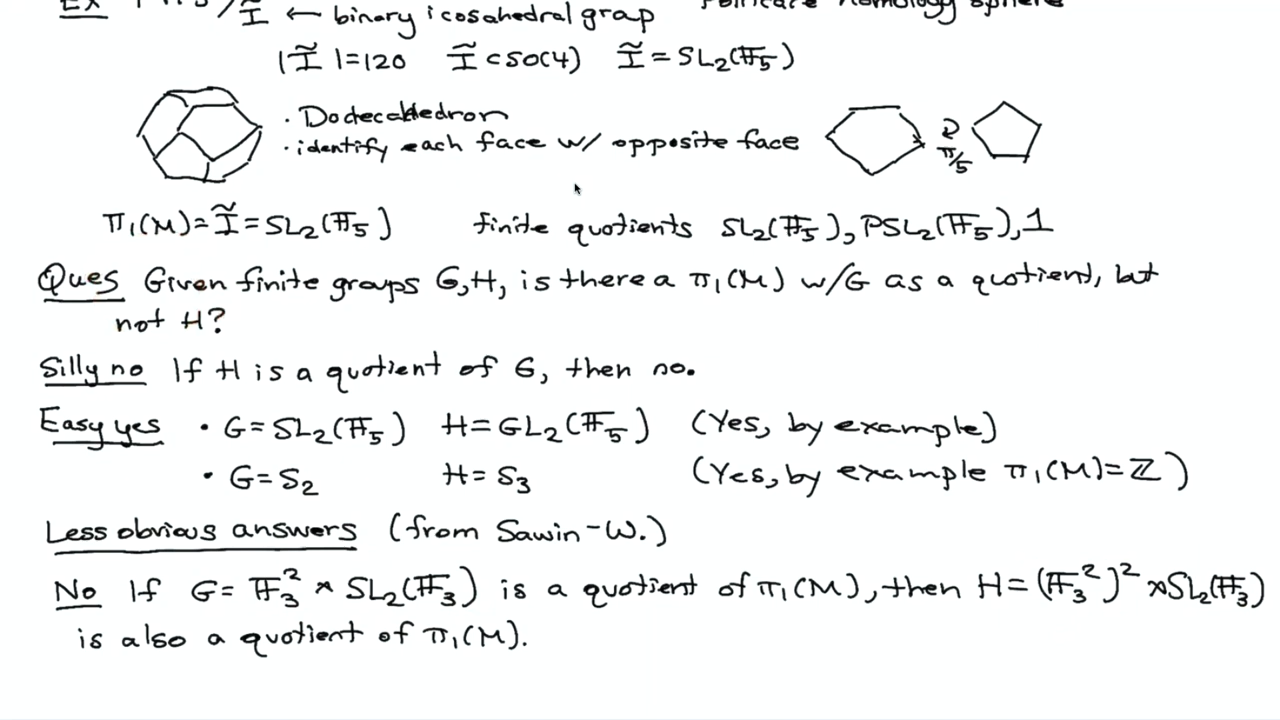 Ex
Ĩ ← binary icosahedral grap Poincaré homology sphere
|Ĩ|=120 Ĩ ⊂ SO(4) Ĩ = SL₂(𝔽₅)
· Dodecahedron
· identify each face w/ opposite face
π/5
π₁(M)=Ĩ=SL₂(𝔽₅) finite quotients SL₂(𝔽₅), PSL₂(𝔽₅), 1
Ques Given finite groups G,H, is there a π₁(M) w/G as a quotient, but
not H?
Silly no If H is a quotient of G, then no.
Easy yes · G=SL₂(𝔽₅) H=GL₂(𝔽₅) (Yes, by example)
· G=S₂ H=S₃ (Yes, by example π₁(M)=ℤ)
Less obvious answers (from Sawin-W.)
No If G= 𝔽₃² ⋊ SL₂(𝔽₃) is a quotient of π₁(M), then H=(𝔽₃²)² ⋊ SL₂(𝔽₃)
is also a quotient of π₁(M).